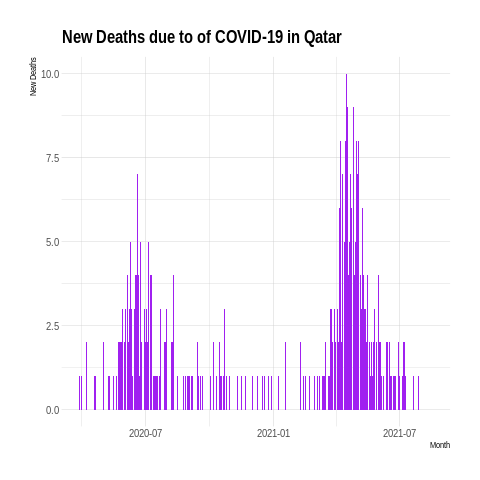 New Deaths due to of COVID-19 in Qatar
New Deaths
10.0
7.5
5.0
2.5
0.0
2020-07
2021-01
2021-07
Month